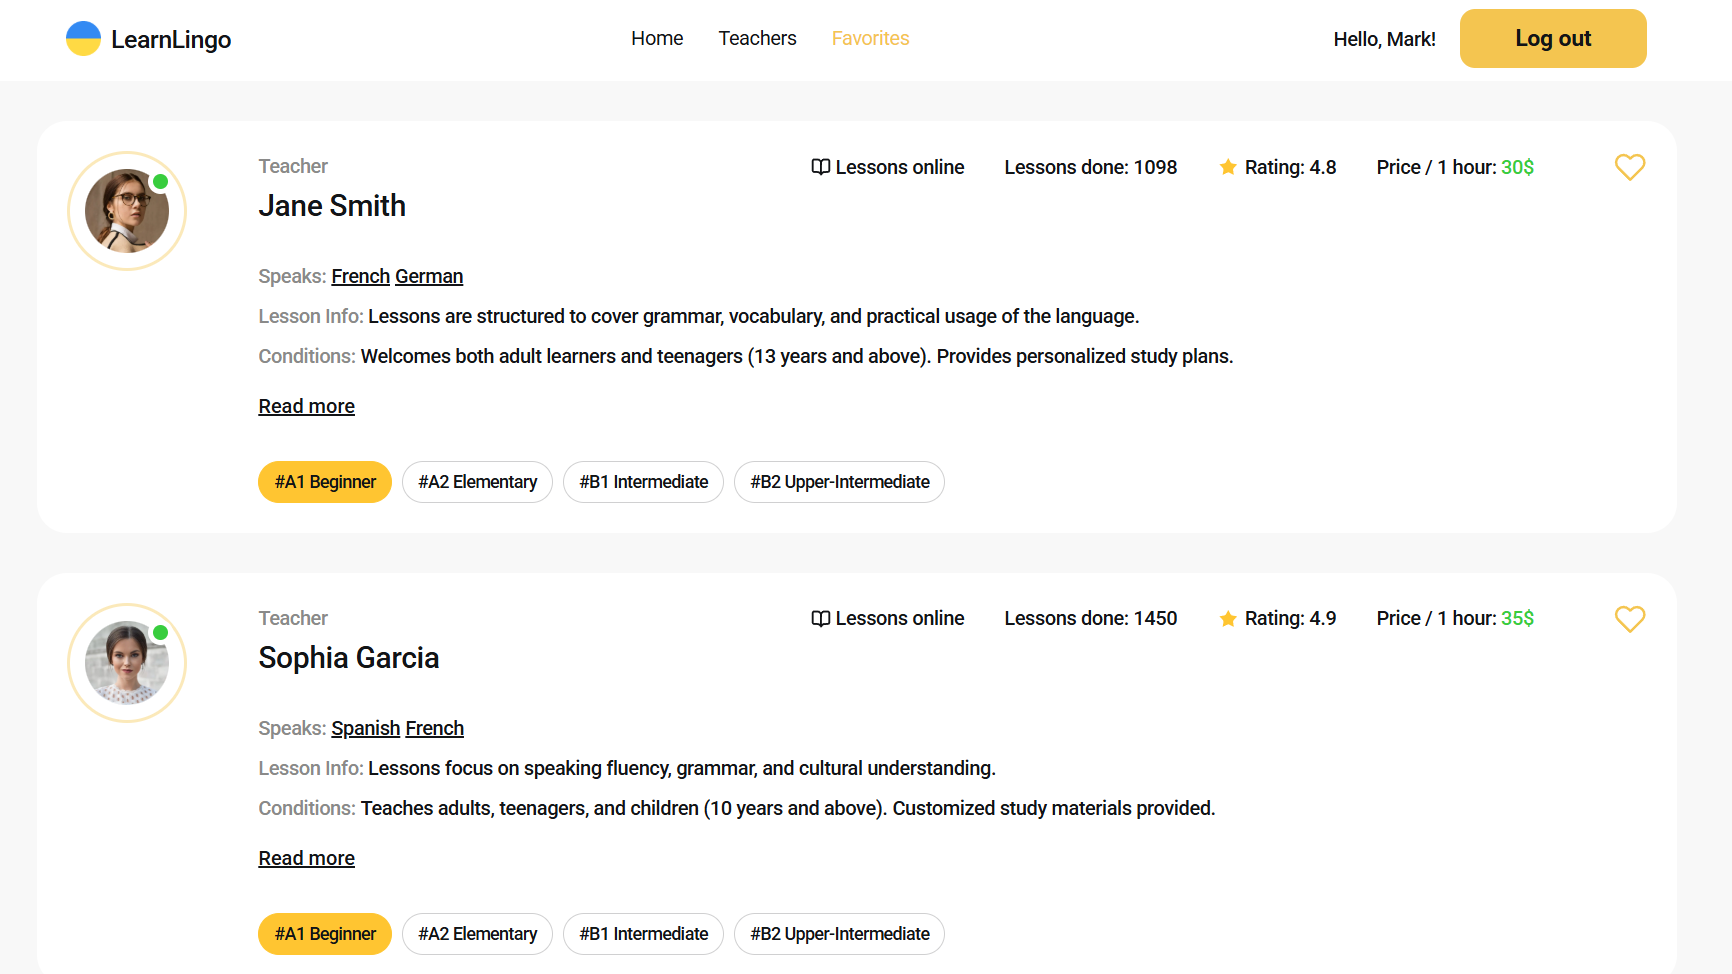 LearnLingo Home Teachers Favorites Hello, Mark! Log out
Teacher Lessons online Lessons done: 1098 Rating: 4.8 Price / 1 hour: 30$
Jane Smith
Speaks: French German
Lesson Info: Lessons are structured to cover grammar, vocabulary, and practical usage of the language.
Conditions: Welcomes both adult learners and teenagers (13 years and above). Provides personalized study plans.
Read more
#A1 Beginner #A2 Elementary #B1 Intermediate #B2 Upper-Intermediate
Teacher Lessons online Lessons done: 1450 Rating: 4.9 Price / 1 hour: 35$
Sophia Garcia
Speaks: Spanish French
Lesson Info: Lessons focus on speaking fluency, grammar, and cultural understanding.
Conditions: Teaches adults, teenagers, and children (10 years and above). Customized study materials provided.
Read more
#A1 Beginner #A2 Elementary #B1 Intermediate #B2 Upper-Intermediate